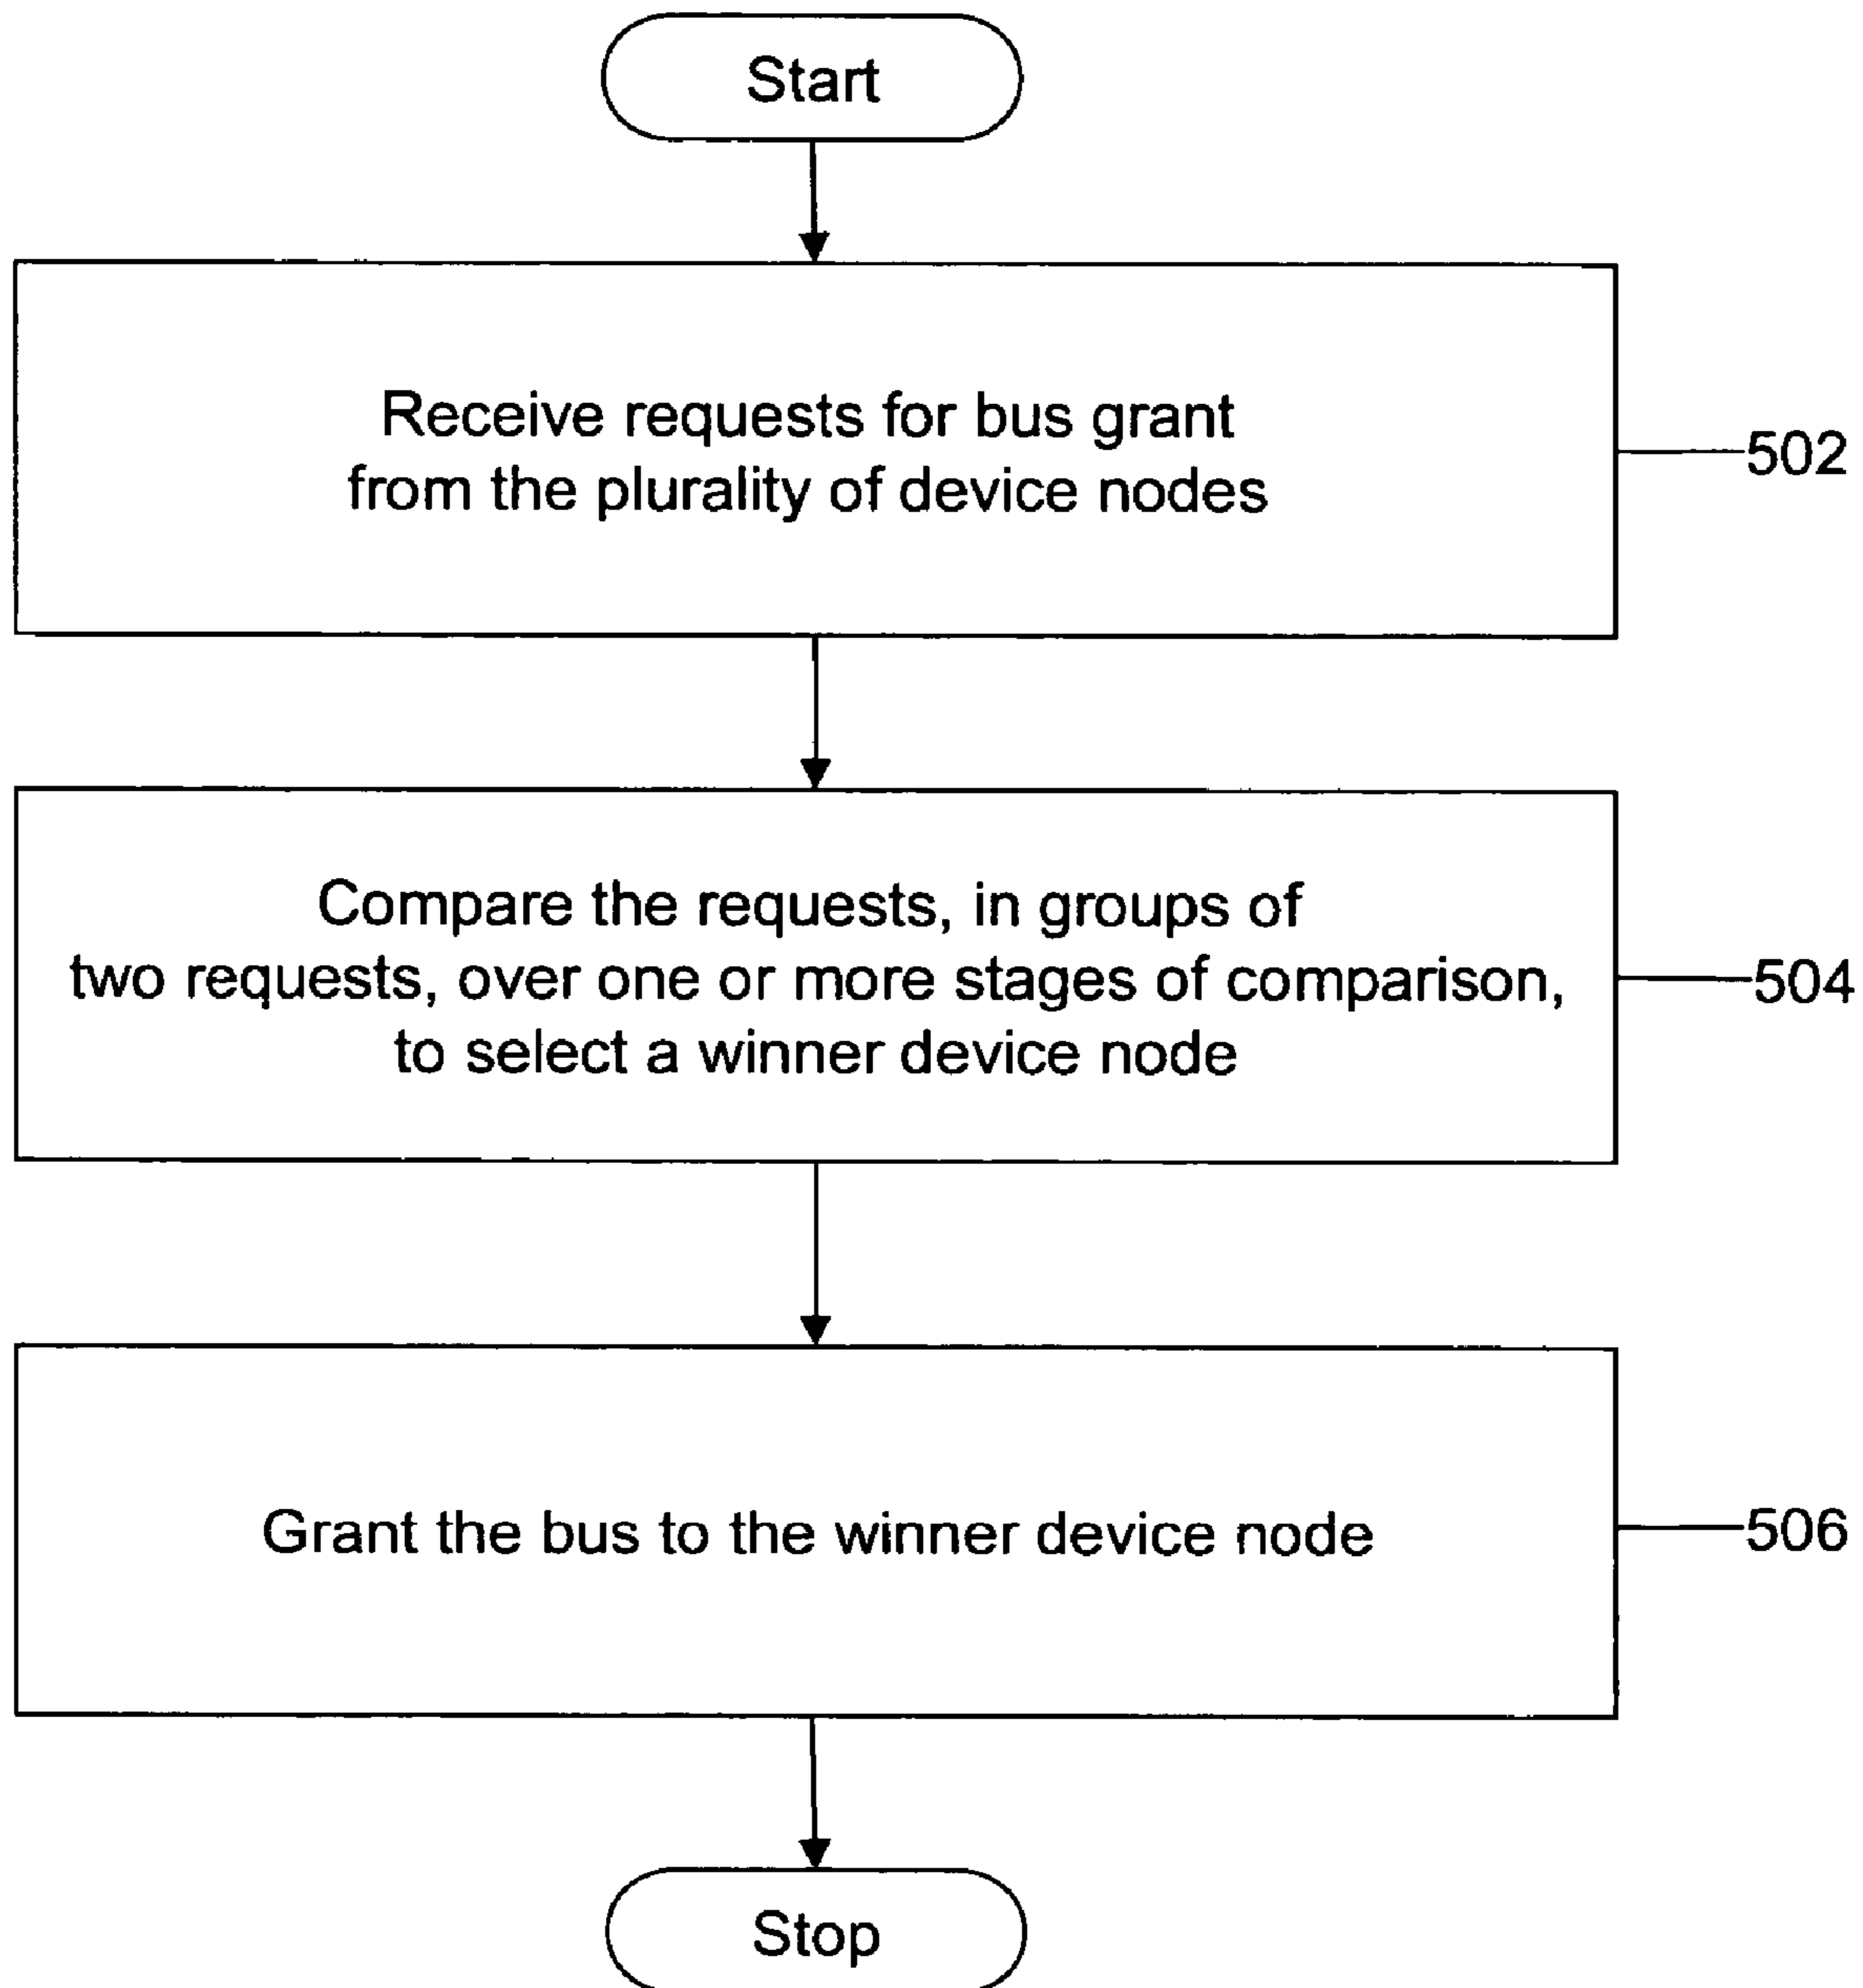 Start
Receive requests for bus grant
from the plurality of device nodes
502
Compare the requests, in groups of
two requests, over one or more stages of comparison,
to select a winner device node
504
Grant the bus to the winner device node
506
Stop